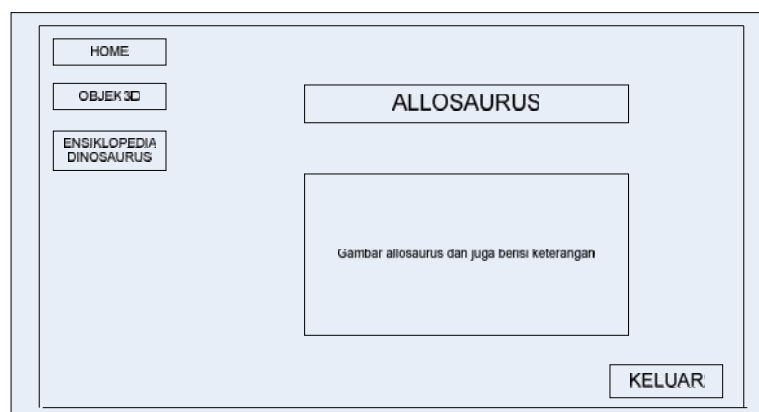 HOME
OBJEK 3D
ENSIKLOPEDIA
DINOSAURUS
ALLOSAURUS
Gambar allosaurus dan juga berisi keterangan
KELUAR